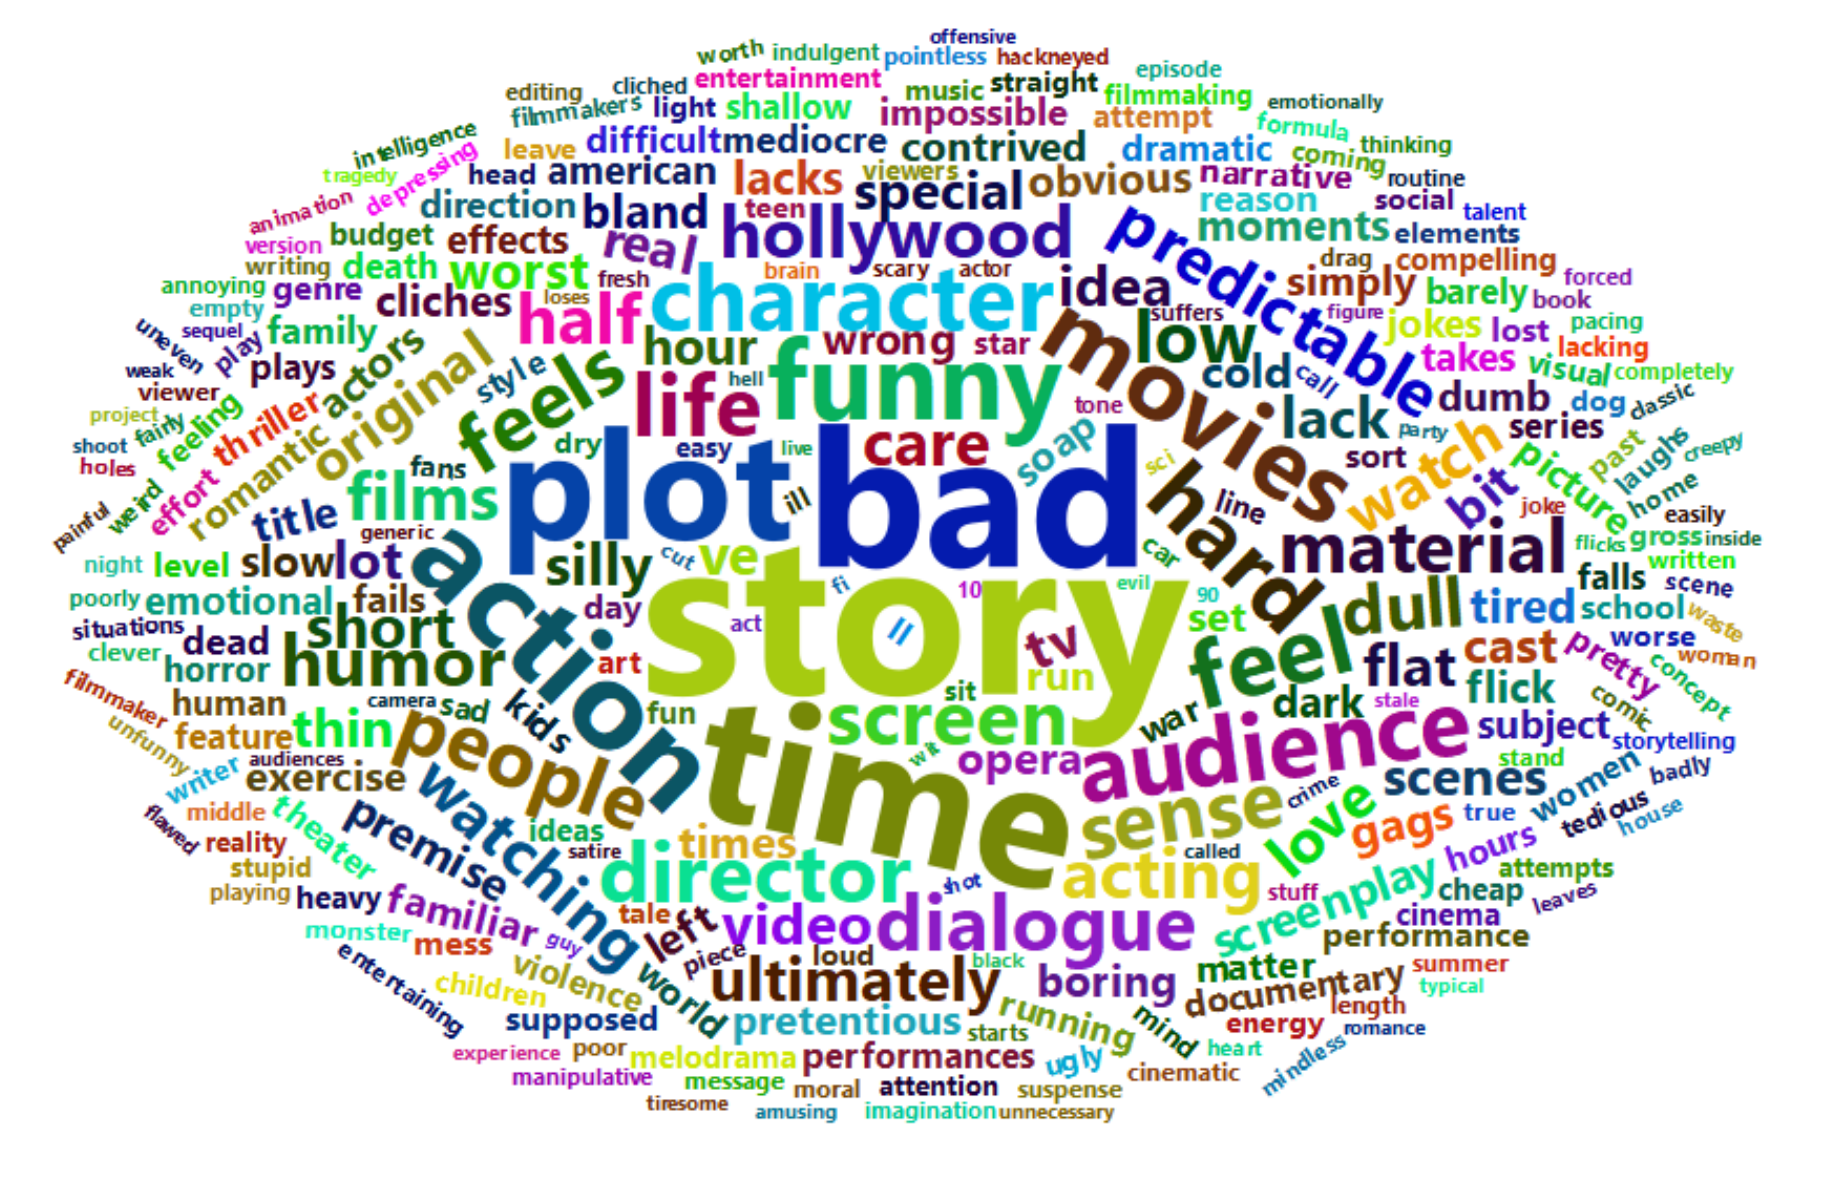 offensive
worth indulgent pointless hackneyed
editing cliched entertainment music straight episode
filmmakers light shallow impossible filmmaking emotionally
intelligence leave difficult mediocre contrived attempt dramatic formula thinking
tragedy depressing head american lacks viewers special obvious narrative coming routine
animation direction bland teen hollywood reason social talent
version budget effects real moments elements
writing death worst fresh brain scary actor idea predictable drag compelling forced
annoying genre cliches loses character suffers simply barely book
empty sequel family half figure jokes lost pacing
uneven play actors hour wrong star movies low takes visual lacking
weak plays original style feels life hell funny cold call completely
viewer thriller tone lack dumb dog classic
project fairly feeling romantic dry easy live care soap sci party series
shoot holes effort fans plot bad sort watch picture past laughs creepy
painful weird title films ill hard line bit joke home easily
generic material flicks gross inside
night level slow lot action silly cut ve car written
poorly emotional fails day fi 10 evil 90 dull tired falls school scene waste
situations dead short act story ll set worse
clever horror humor art tv feel flat cast pretty woman
filmmaker human camera sad kids sit run dark stale flick comic concept
unfunny feature thin people fun screen war subject storytelling
writer audiences exercise watching time wit opera audience scenes stand women badly
flawed middle theater premise ideas times sense crime love gags true tedious house
reality satire called hours
stupid director acting stuff screenplay attempts
playing heavy familiar tale left shot cheap leaves
monster mess guy video dialogue cinema
entertaining violence piece loud black performance
children world ultimately boring matter documentary summer typical
supposed pretentious starts running mind energy length romance
experience poor melodrama performances ugly heart
manipulative message moral attention suspense cinematic mindless
tiresome amusing imagination unnecessary